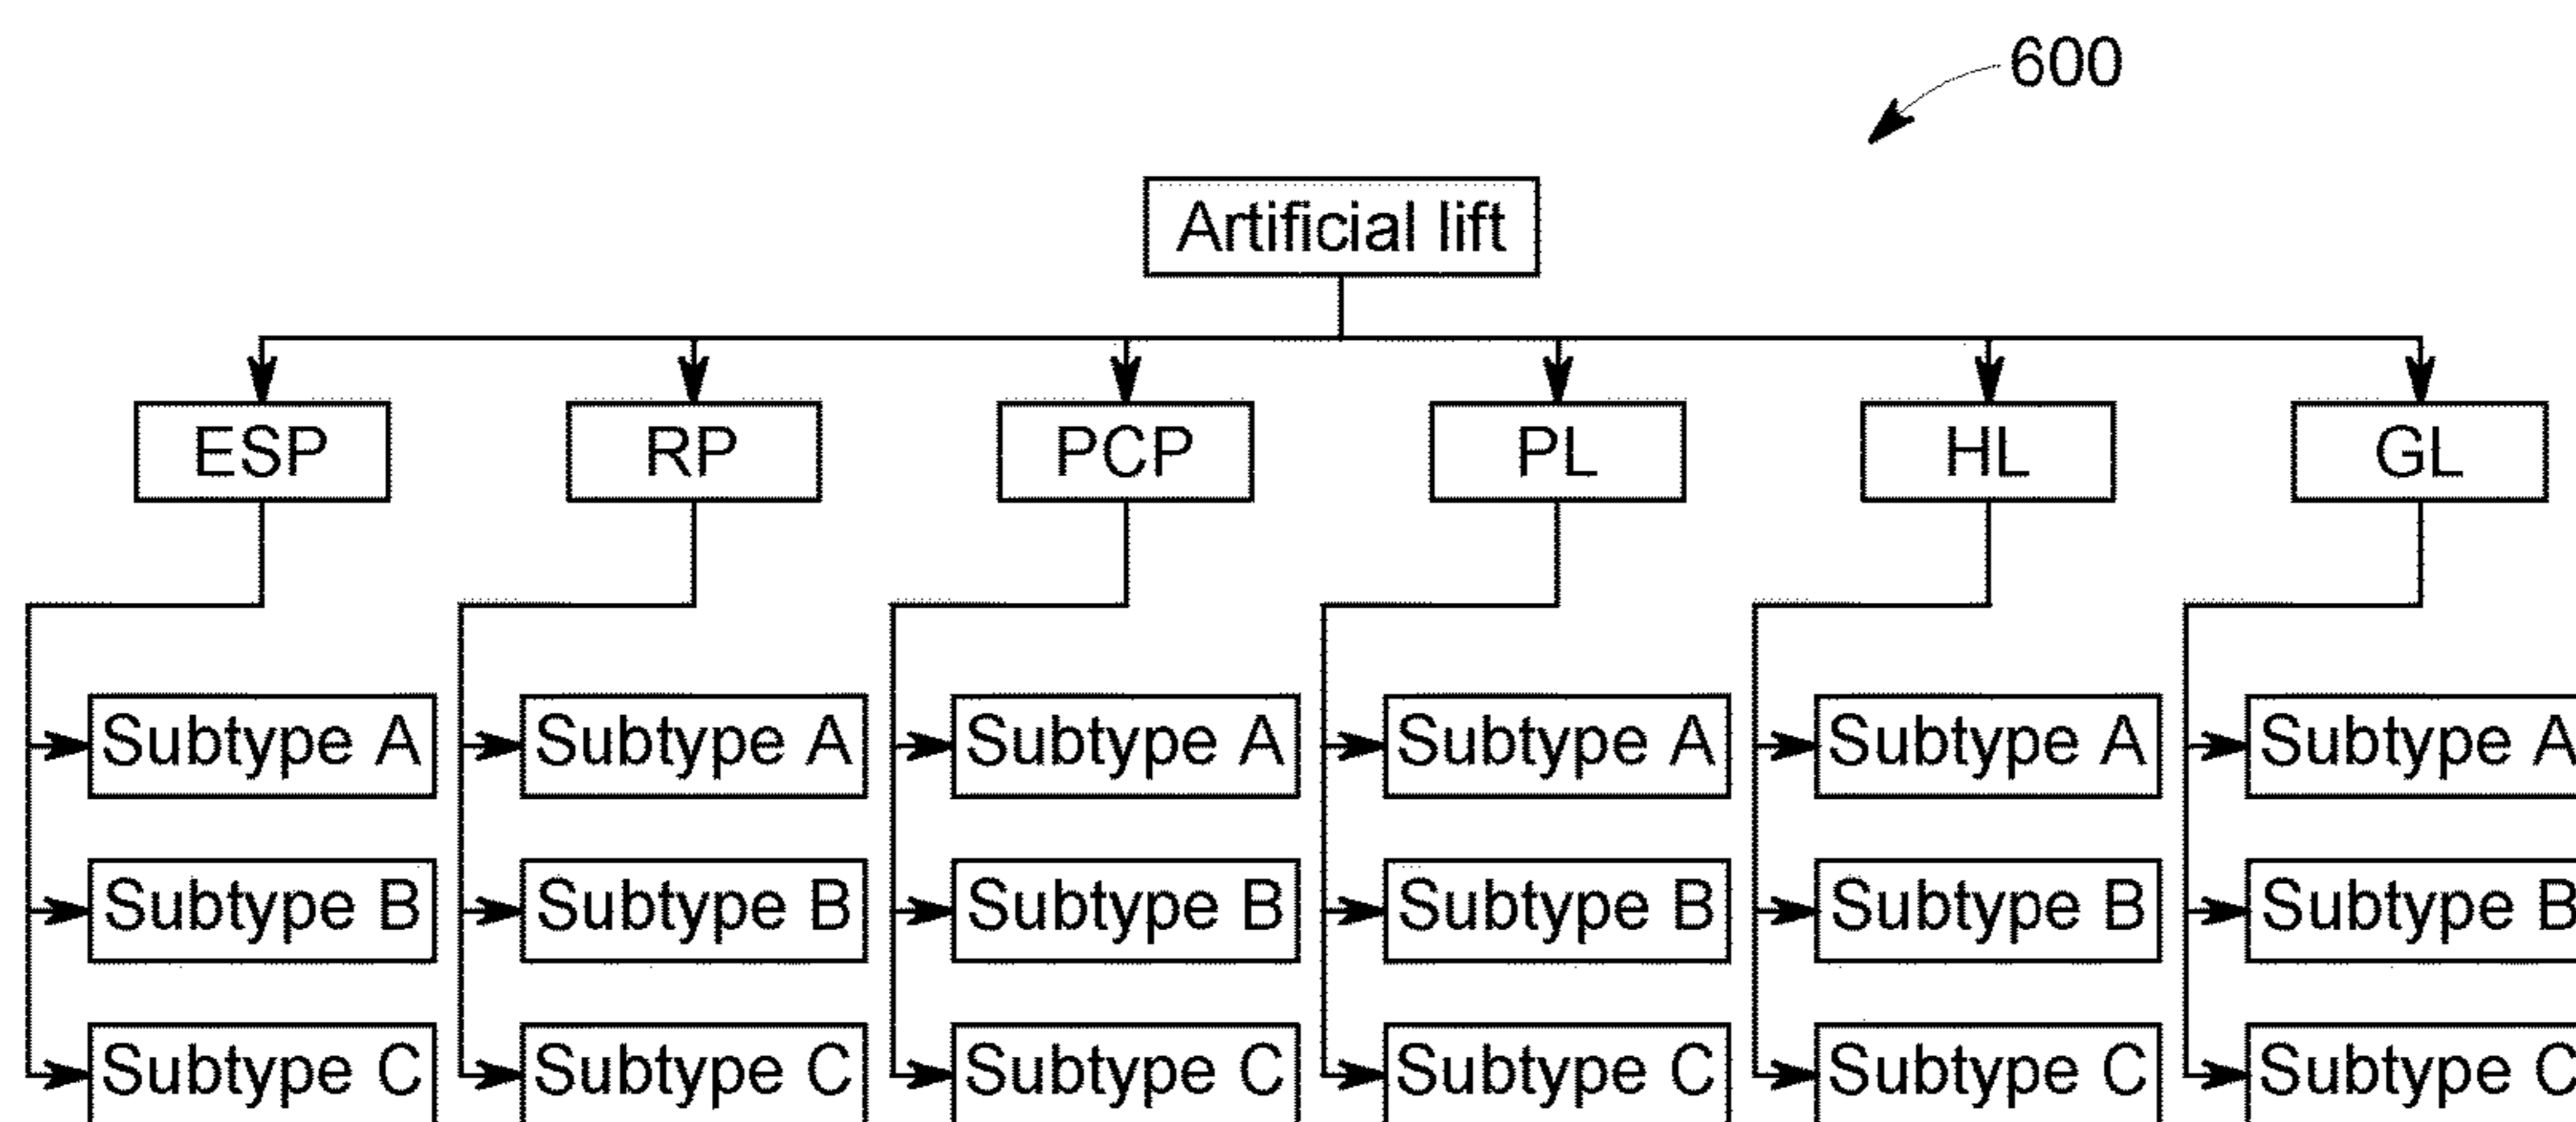 600
Artificial lift
ESP RP PCP PL HL GL
Subtype A Subtype A Subtype A Subtype A Subtype A Subtype A
Subtype B Subtype B Subtype B Subtype B Subtype B Subtype B
Subtype C Subtype C Subtype C Subtype C Subtype C Subtype C